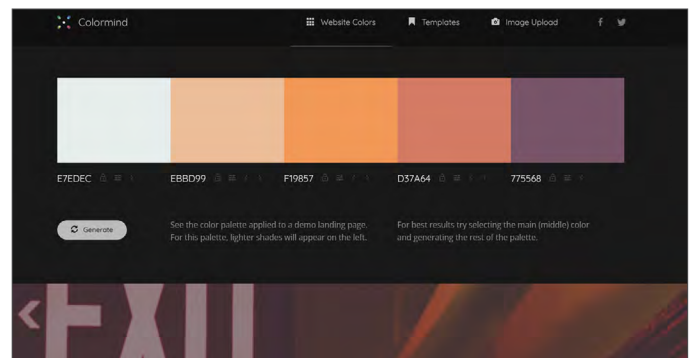 Colormind
Website Colors
Templates
Image Upload
E7EDEC
EBBD99
F19857
D37A64
775568
Generate
See the color palette applied to a demo landing page.
For this palette, lighter shades will appear on the left.
For best results try selecting the main (middle) color
and generating the rest of the palette.
EXIT